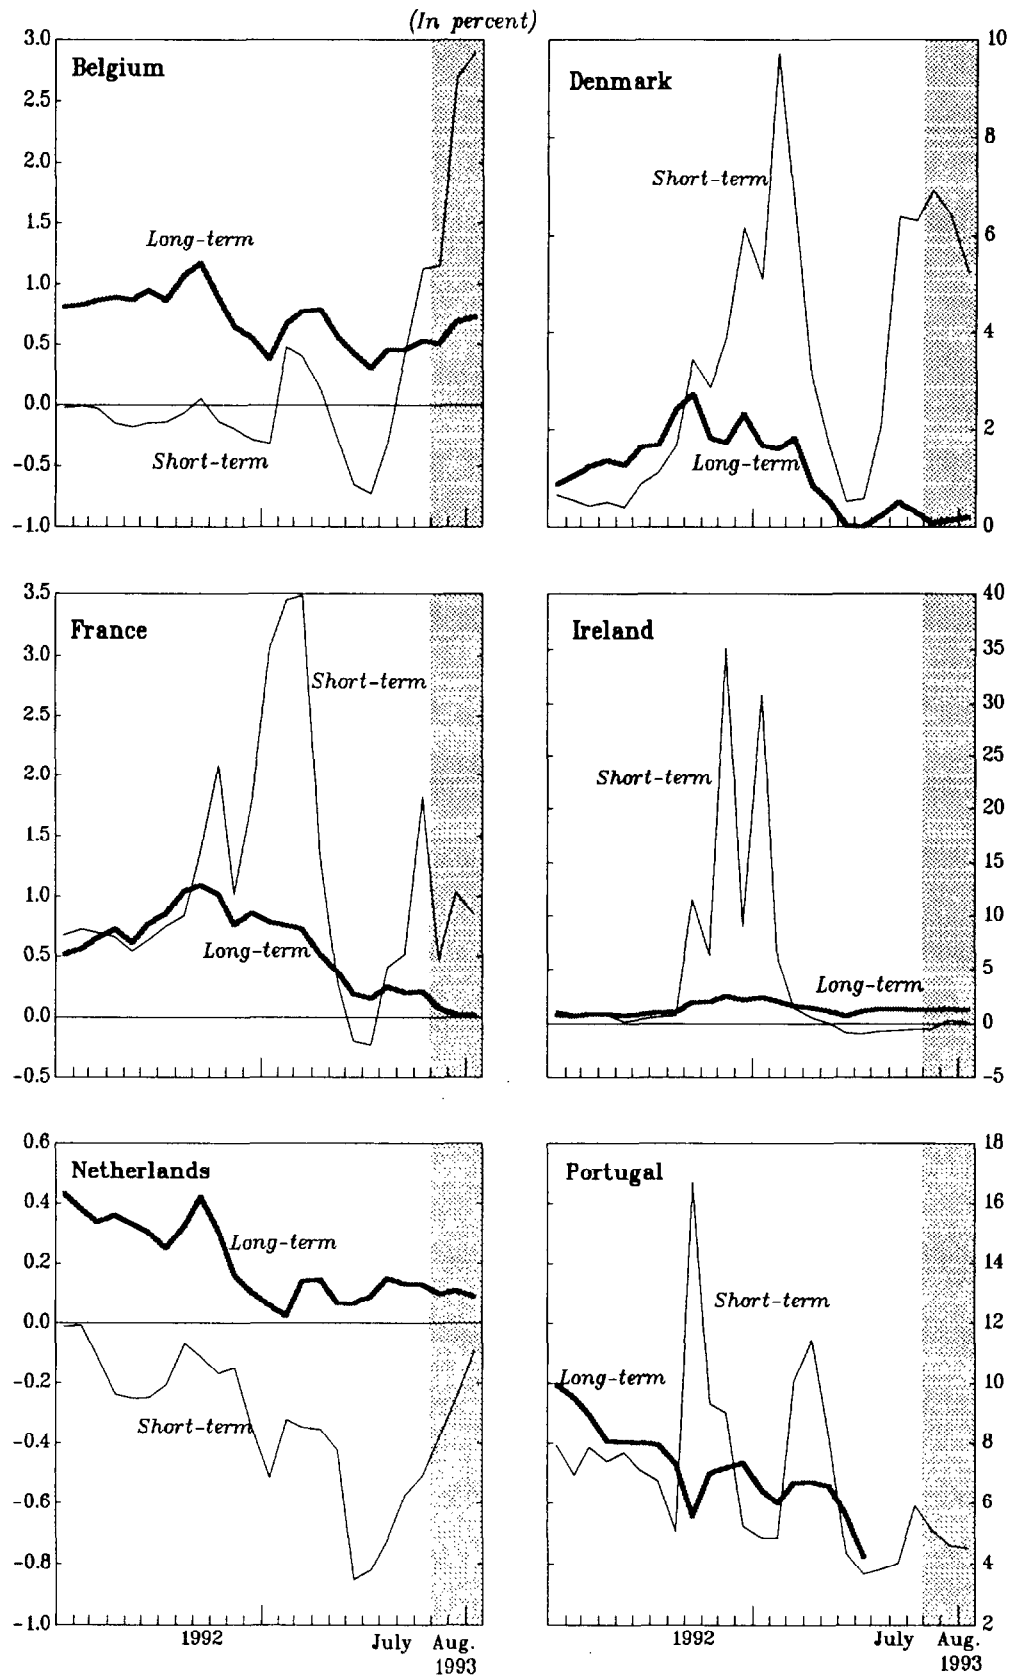 (In percent)
3.0
2.5
2.0
1.5
1.0
0.5
0.0
-0.5
-1.0
Belgium
Long-term
Short-term
10
8
6
4
2
0
Denmark
Short-term
Long-term
3.5
3.0
2.5
2.0
1.5
1.0
0.5
0.0
-0.5
France
Short-term
Long-term
40
35
30
25
20
15
10
5
0
-5
Ireland
Short-term
Long-term
0.6
0.4
0.2
0.0
-0.2
-0.4
-0.6
-0.8
-1.0
Netherlands
Long-term
Short-term
1992
July Aug.
1993
18
16
14
12
10
8
6
4
2
Portugal
Short-term
Long-term
1992
July Aug.
1993